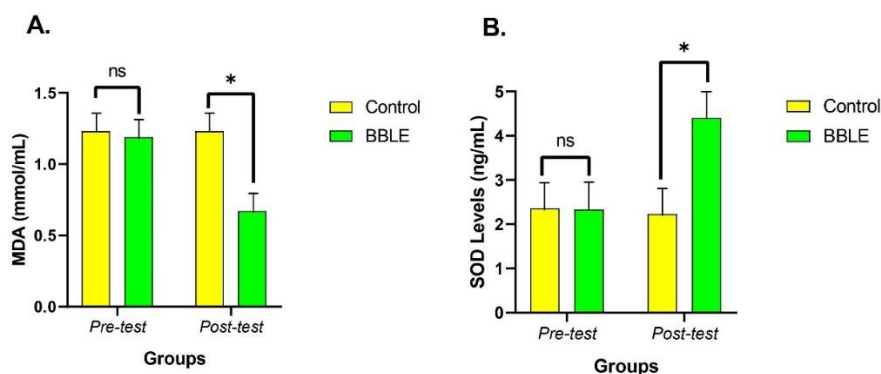 A.
ns
*
1.5
1.0
0.5
0.0
MDA (mmol/mL)
Pre-test
Post-test
Groups
Control
BBLE
B.
*
ns
5
4
3
2
1
0
SOD Levels (ng/mL)
Pre-test
Post-test
Groups
Control
BBLE